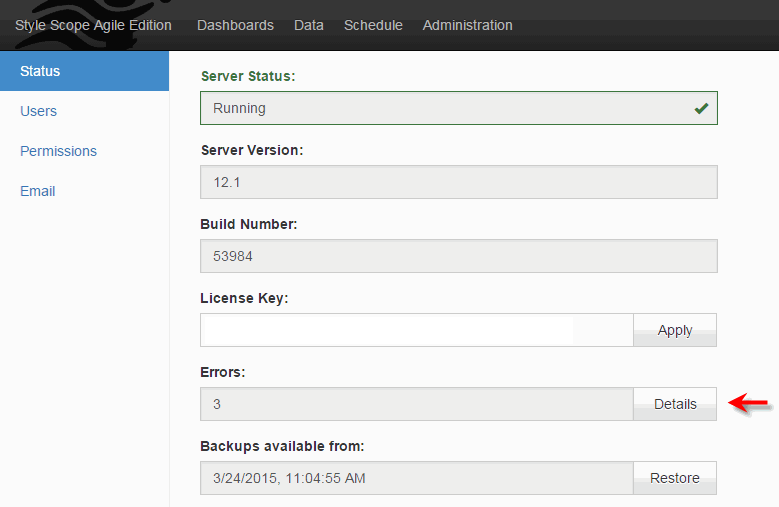 Style Scope Agile Edition Dashboards Data Schedule Administration
Status
Users
Permissions
Email
Server Status:
Running
Server Version:
12.1
Build Number:
53984
License Key:
Apply
Errors:
3 Details
Backups available from:
3/24/2015, 11:04:55 AM Restore